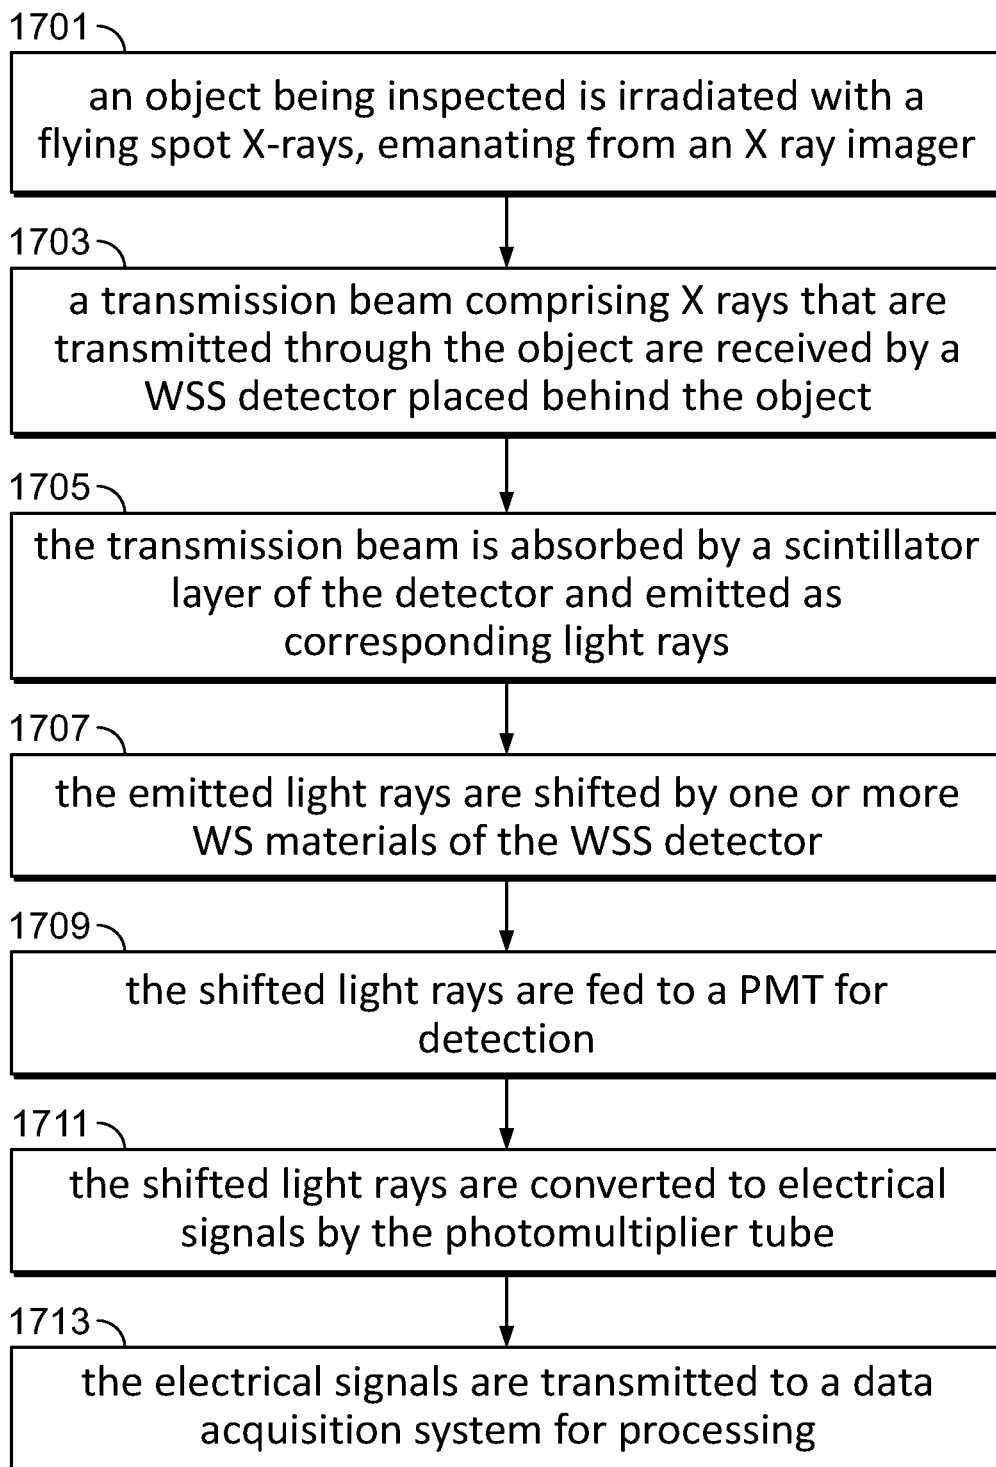 1701
an object being inspected is irradiated with a
flying spot X-rays, emanating from an X ray imager
1703
a transmission beam comprising X rays that are
transmitted through the object are received by a
WSS detector placed behind the object
1705
the transmission beam is absorbed by a scintillator
layer of the detector and emitted as
corresponding light rays
1707
the emitted light rays are shifted by one or more
WS materials of the WSS detector
1709
the shifted light rays are fed to a PMT for
detection
1711
the shifted light rays are converted to electrical
signals by the photomultiplier tube
1713
the electrical signals are transmitted to a data
acquisition system for processing